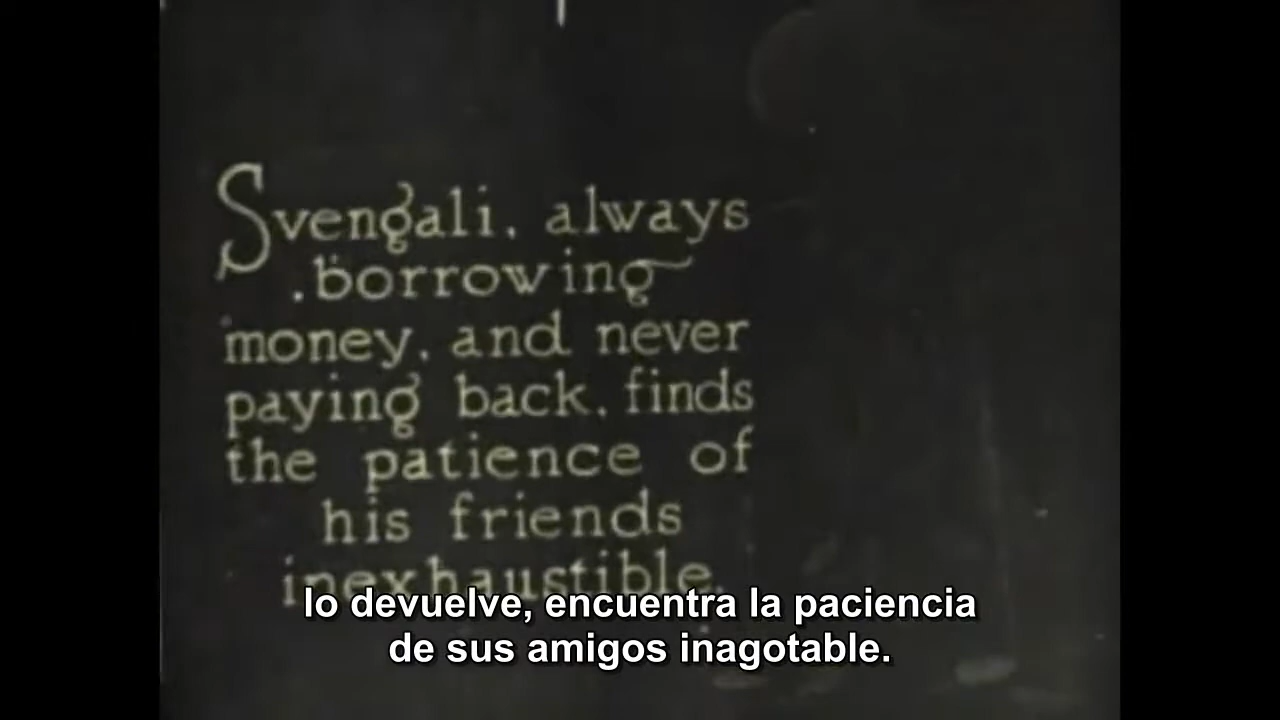 Svengali, always
borrowing
money, and never
paying back, finds
the patience of
his friends
inexhaustible.
lo devuelve, encuentra la paciencia
de sus amigos inagotable.